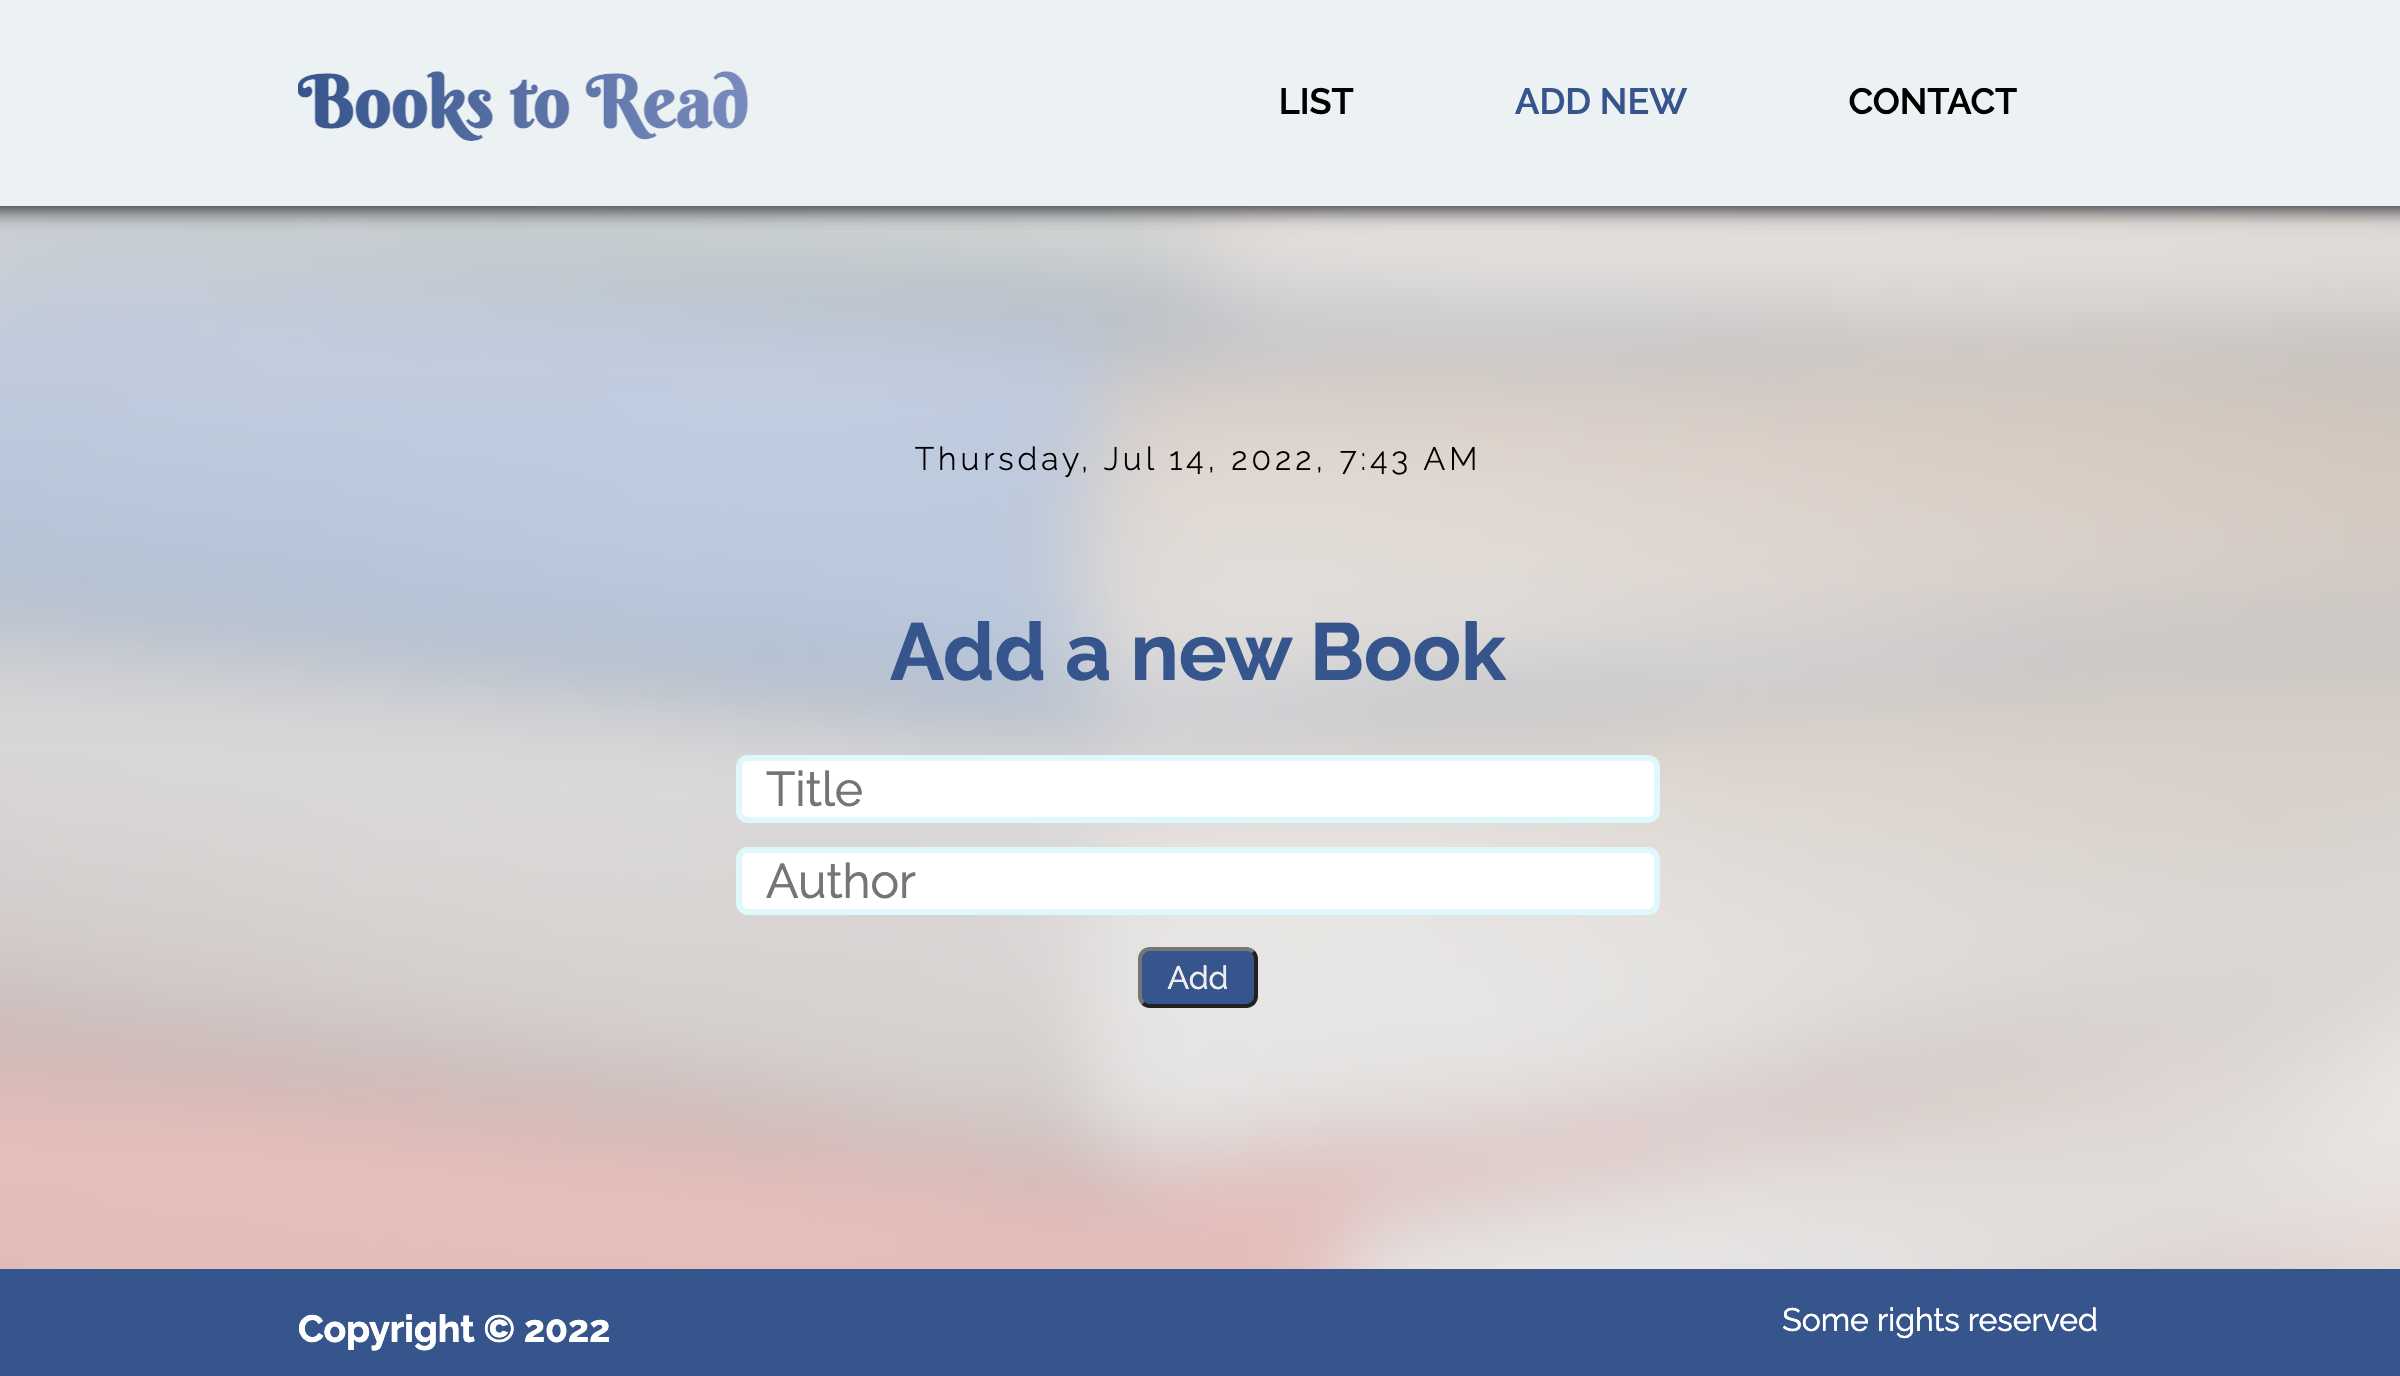 Books to Read
LIST
ADD NEW
CONTACT
Thursday, Jul 14, 2022, 7:43 AM
Add a new Book
Title
Author
Add
Copyright © 2022
Some rights reserved